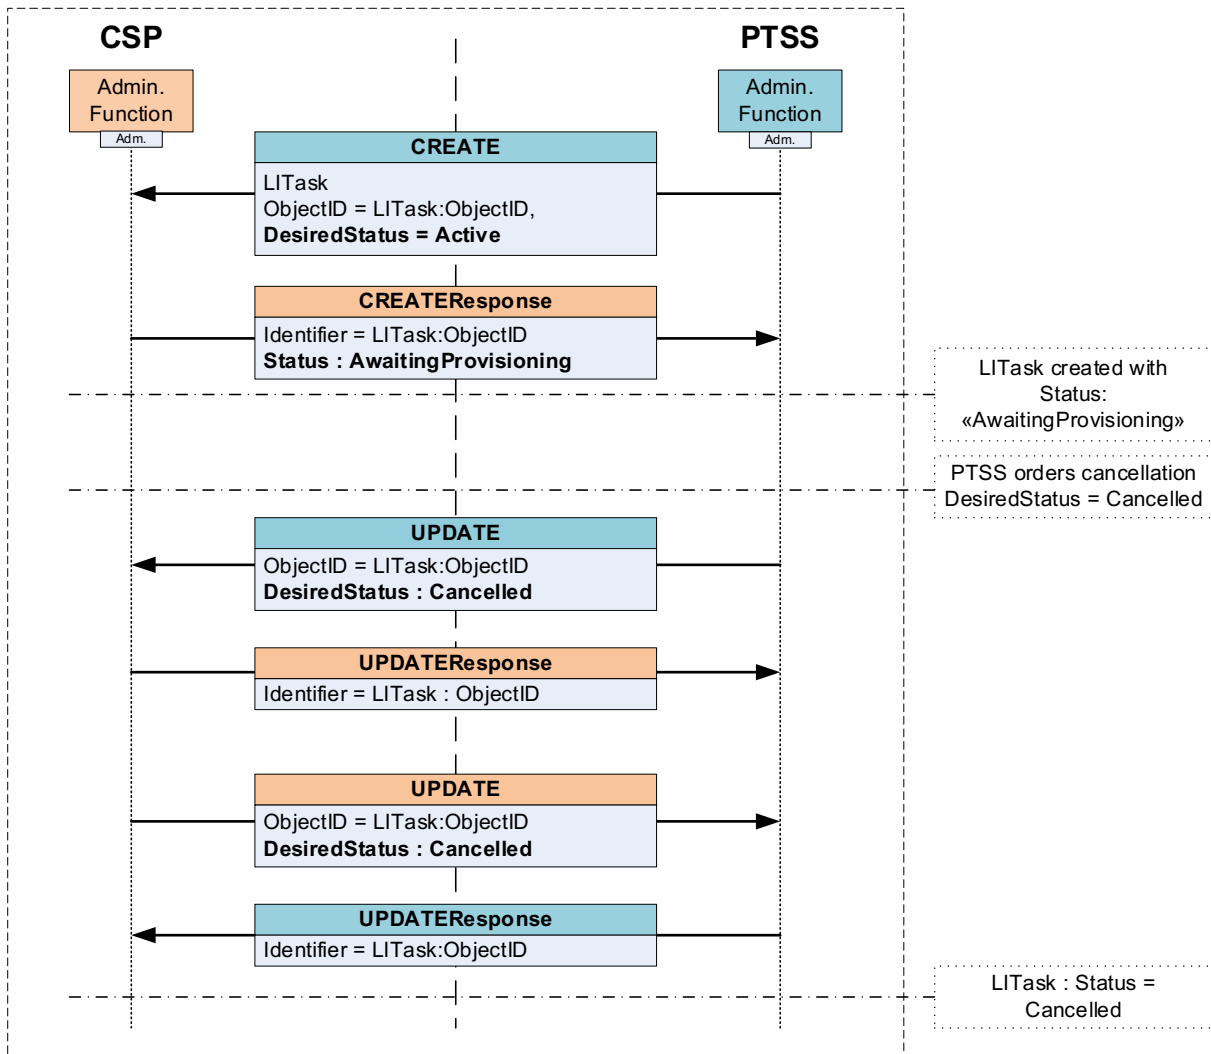 CSP
PTSS
Admin.
Function
Adm.
Admin.
Function
Adm.
CREATE
LITask
ObjectID = LITask:ObjectID,
DesiredStatus = Active
CREATEResponse
Identifier = LITask:ObjectID
Status : AwaitingProvisioning
LITask created with
Status:
«AwaitingProvisioning»
PTSS orders cancellation
DesiredStatus = Cancelled
UPDATE
ObjectID = LITask:ObjectID
DesiredStatus : Cancelled
UPDATEResponse
Identifier = LITask : ObjectID
UPDATE
ObjectID = LITask:ObjectID
DesiredStatus : Cancelled
UPDATEResponse
Identifier = LITask:ObjectID
LITask : Status =
Cancelled